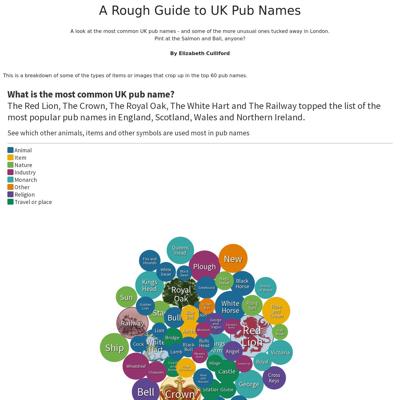 A Rough Guide to UK Pub Names
A look at the most common UK pub names - and some of the more unusual ones tucked away in London.
Pint at the Salmon and Ball, anyone?
By Elizabeth Culliford
This is a breakdown of some of the types of items or images that crop up in the top 60 pub names.
What is the most common UK pub name?
The Red Lion, The Crown, The Royal Oak, The White Hart and The Railway topped the list of the
most popular pub names in England, Scotland, Wales and Northern Ireland.
See which other animals, items and other symbols are used most in pub names
Animal
Item
Nature
Industry
Monarch
Other
Religion
Travel or place
Queens
Head
New
Plough
Kings
Head
Royal
Oak
Black
Horse
Sun
White
Horse
Bull
Railway
Red
Lion
Lion
Bridge
Ship
Cock
Lamb
Angel
Victoria
Royal
Castle
Cross
Keys
George
Bell
Crown